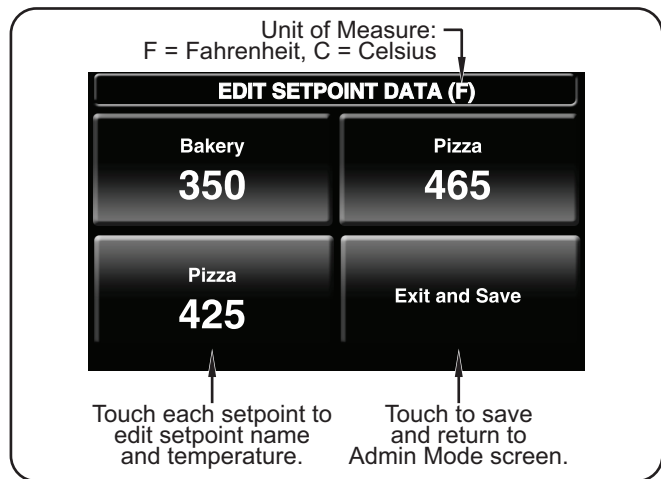 Unit of Measure:
F = Fahrenheit, C = Celsius
EDIT SETPOINT DATA (F)
Bakery
350
Pizza
465
Pizza
425
Exit and Save
Touch each setpoint to
edit setpoint name
and temperature.
Touch to save
and return to
Admin Mode screen.